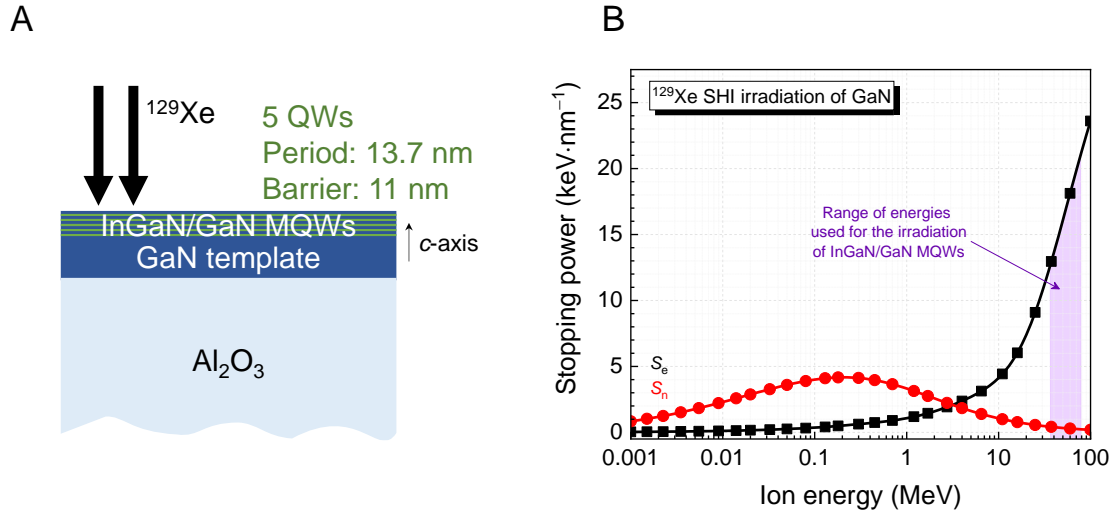 A
¹²⁹Xe
5 QWs
Period: 13.7 nm
Barrier: 11 nm
InGaN/GaN MQWs
GaN template
c-axis
Al₂O₃
B
¹²⁹Xe SHI irradiation of GaN
Range of energies
used for the irradiation
of InGaN/GaN MQWs
Sₑ
Sₙ
Stopping power (keV·nm⁻¹)
25
20
15
10
5
0
0.001
0.01
0.1
1
10
100
Ion energy (MeV)